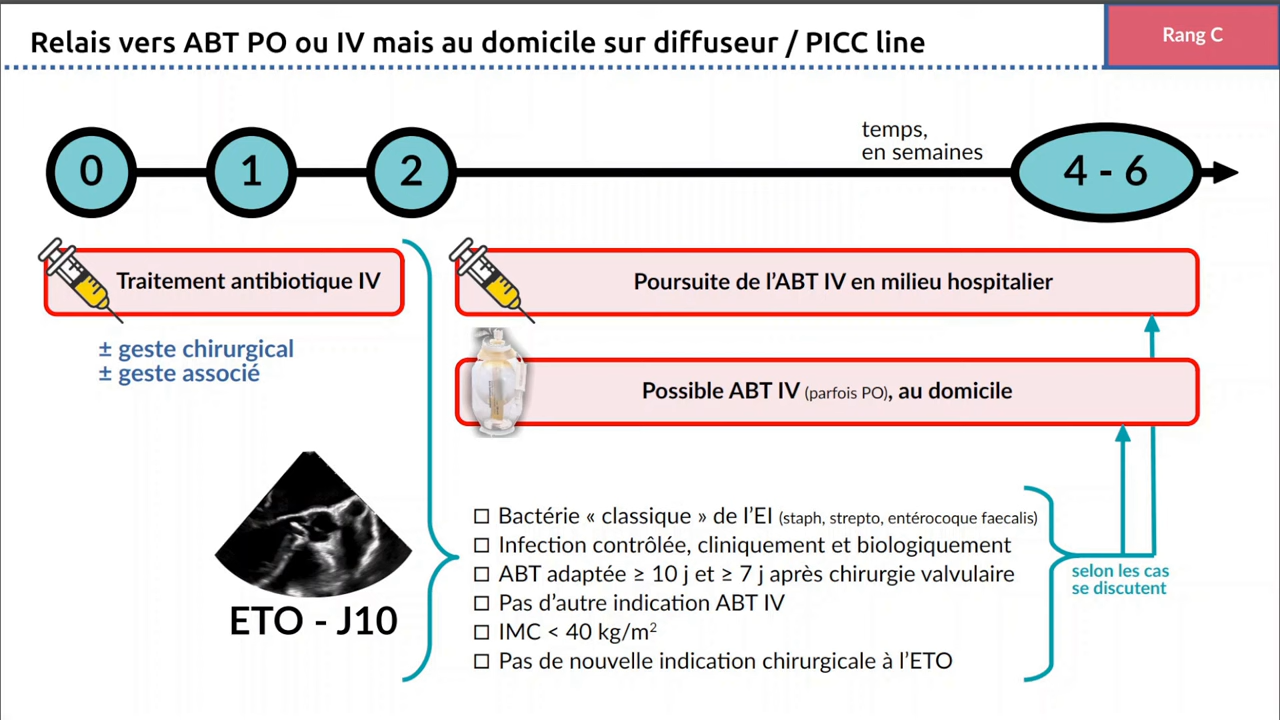 Relais vers ABT PO ou IV mais au domicile sur diffuseur / PICC line
Rang C
temps,
en semaines
0
1
2
4 - 6
Traitement antibiotique IV
Poursuite de l’ABT IV en milieu hospitalier
± geste chirurgical
± geste associé
Possible ABT IV (parfois PO), au domicile
ETO - J10
□ Bactérie « classique » de l’EI (staph, strepto, entérocoque faecalis)
□ Infection contrôlée, cliniquement et biologiquement
□ ABT adaptée ≥ 10 j et ≥ 7 j après chirurgie valvulaire
□ Pas d’autre indication ABT IV
□ IMC < 40 kg/m²
□ Pas de nouvelle indication chirurgicale à l’ETO
selon les cas
se discutent